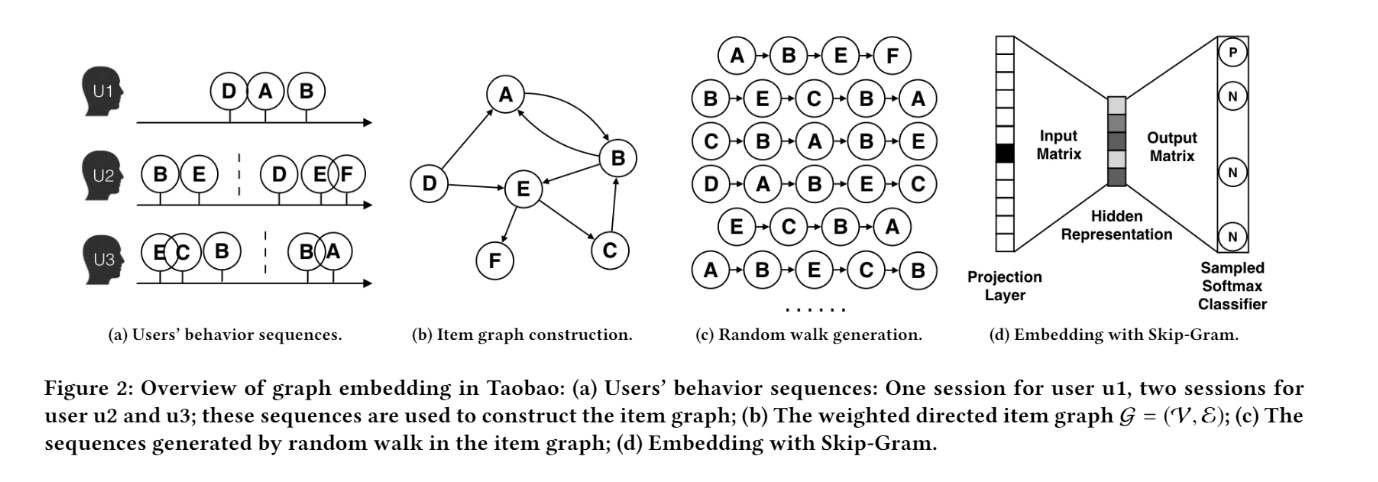 U1
D A B
U2
B E D E F
U3
E C B B A
(a) Users' behavior sequences.
A
B
D
E
F
C
(b) Item graph construction.
A B E F
B E C B A
C B A B E
D A B E C
E C B A
A B E C B
. . . . . .
(c) Random walk generation.
P
N
N
N
Input
Matrix
Output
Matrix
Hidden
Representation
Projection
Layer
Sampled
Softmax
Classifier
(d) Embedding with Skip-Gram.
Figure 2: Overview of graph embedding in Taobao: (a) Users' behavior sequences: One session for user u1, two sessions for
user u2 and u3; these sequences are used to construct the item graph; (b) The weighted directed item graph 𝒢 = (𝒱, ℰ); (c) The
sequences generated by random walk in the item graph; (d) Embedding with Skip-Gram.